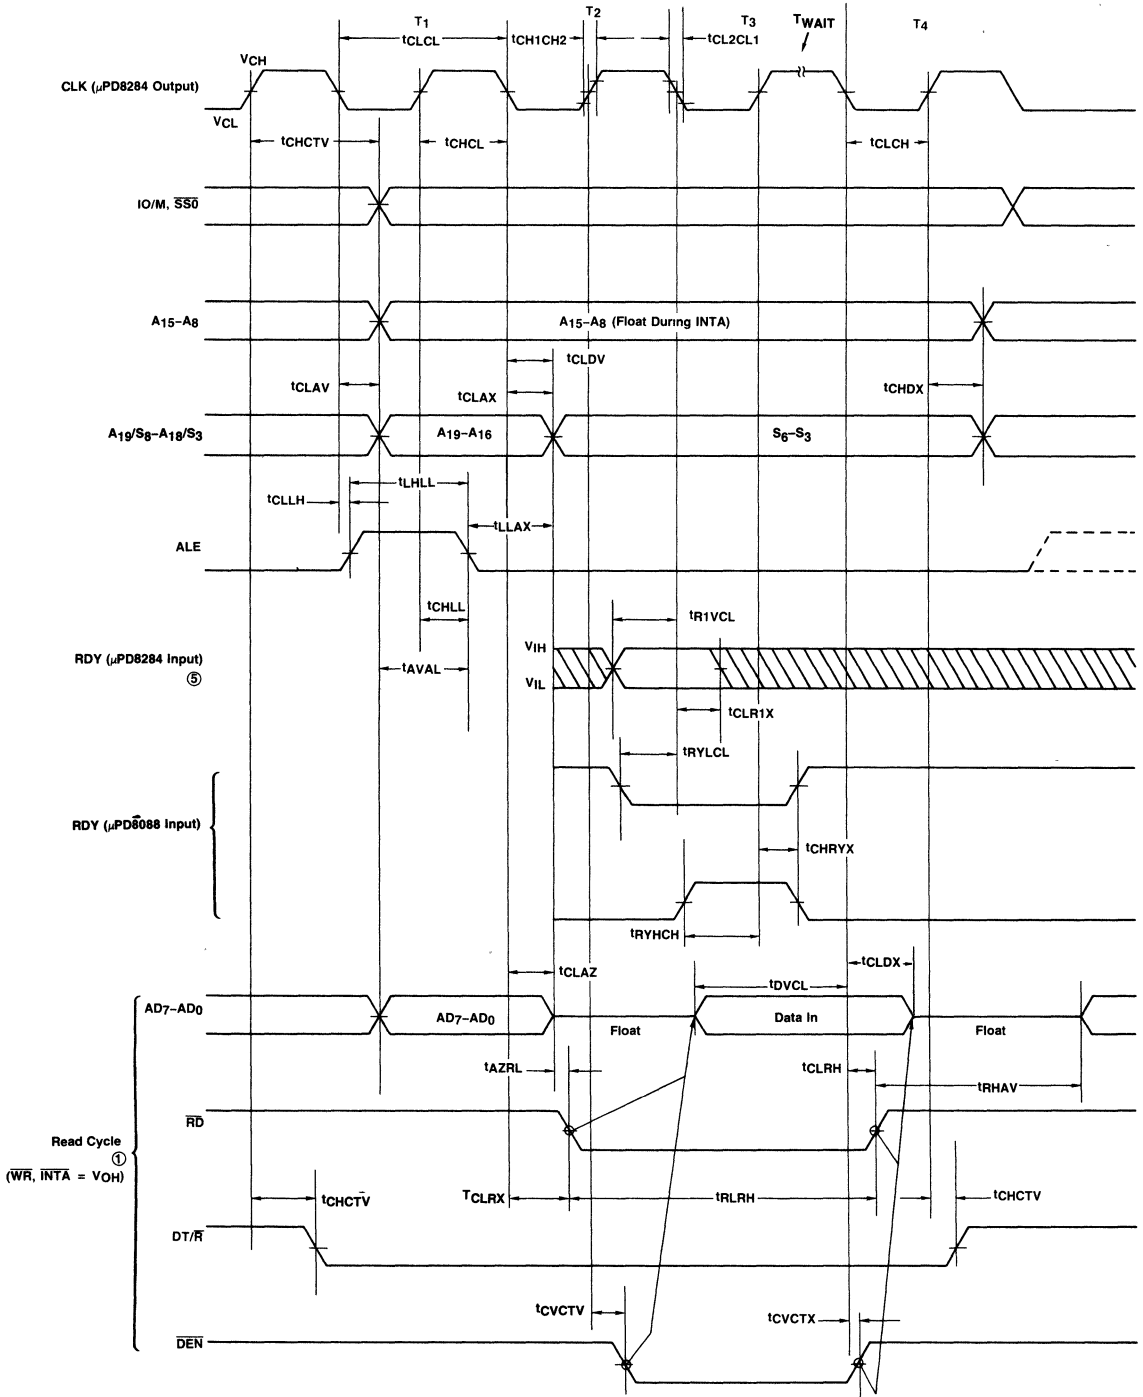 T1
T2
T3
TWAIT
T4
tCLCL
tCH1CH2
tCL2CL1
VCH
CLK (μPD8284 Output)
VCL
tCHCTV
tCHCL
tCLCH
IO/M, SS0
A15–A8
A15–A8 (Float During INTA)
tCLDV
tCLAV
tCLAX
tCHDX
A19/S8–A18/S3
A19–A16
S6–S3
tCLLH
tLHLL
tLLAX
ALE
tCHLL
tR1VCL
RDY (μPD8284 Input)
⑤
VIH
VIL
tAVAL
tCLR1X
tRYLCL
RDY (μPD8088 Input)
tCHRYX
tRYHCH
tCLAZ
tCLDX
tDVCL
AD7–AD0
AD7–AD0
Float
Data In
Float
tAZRL
tCLRH
tRHAV
RD
Read Cycle
①
(WR, INTA = VOH)
tCHCTV
TCLRX
tRLRH
tCHCTV
DT/R
tCVCTV
tCVCTX
DEN